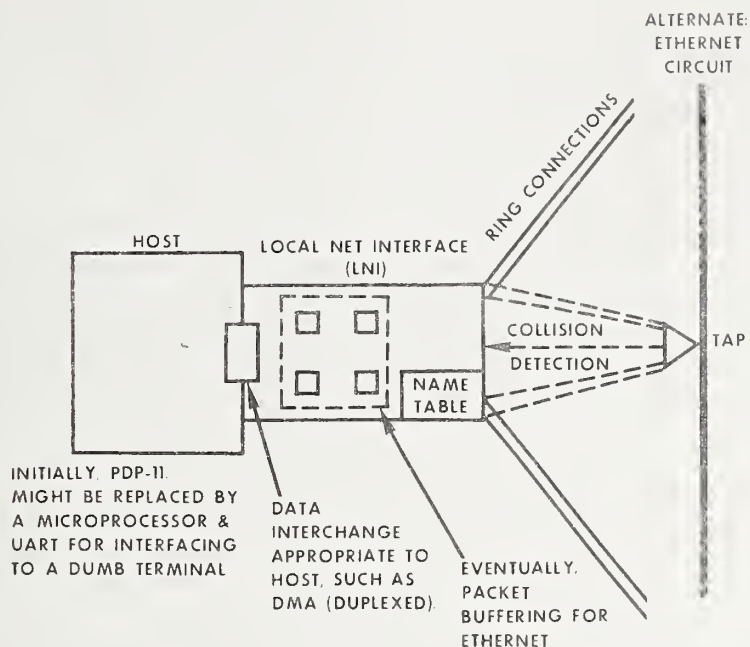 ALTERNATE:
ETHERNET
CIRCUIT
RING CONNECTIONS
HOST
LOCAL NET INTERFACE
(LNI)
COLLISION
DETECTION
TAP
NAME
TABLE
INITIALLY, PDP-11.
MIGHT BE REPLACED BY
A MICROPROCESSOR &
UART FOR INTERFACING
TO A DUMB TERMINAL
DATA
INTERCHANGE
APPROPRIATE TO
HOST, SUCH AS
DMA (DUPLEXED).
EVENTUALLY,
PACKET
BUFFERING FOR
ETHERNET